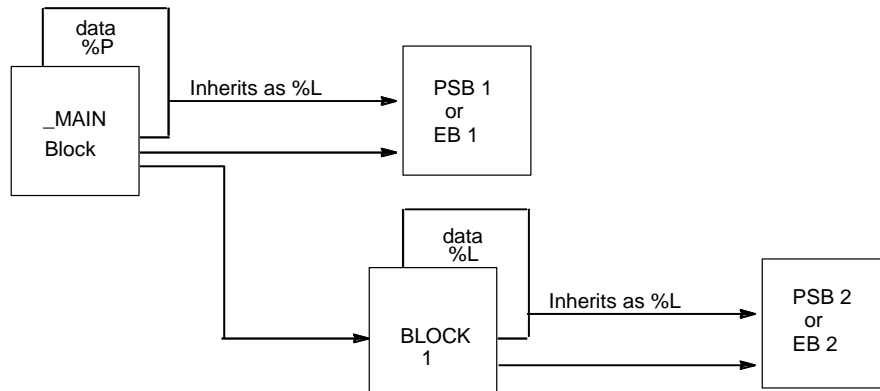 data
%P
_MAIN
Block
Inherits as %L
PSB 1
or
EB 1
data
%L
BLOCK
1
Inherits as %L
PSB 2
or
EB 2